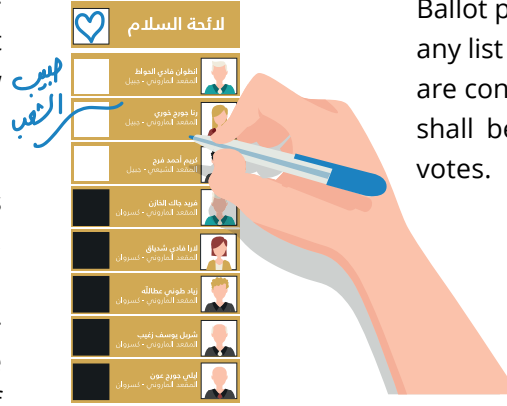 Ballot p
any list
are con
shall be
votes.
لائحة السلام
حبيب
الشعب
انطوان فادي الحواط
المقعد الماروني - جبيل
رنا جورج خوري
المقعد الماروني - جبيل
كريم أحمد فرح
المقعد الشيعي - جبيل
فريد جاك الخازن
المقعد الماروني - كسروان
لارا فادي شدياق
المقعد الماروني - كسروان
زياد طوني عطالله
المقعد الماروني - كسروان
شربل يوسف زغيب
المقعد الماروني - كسروان
ايلي جورج عون
المقعد الماروني - كسروان